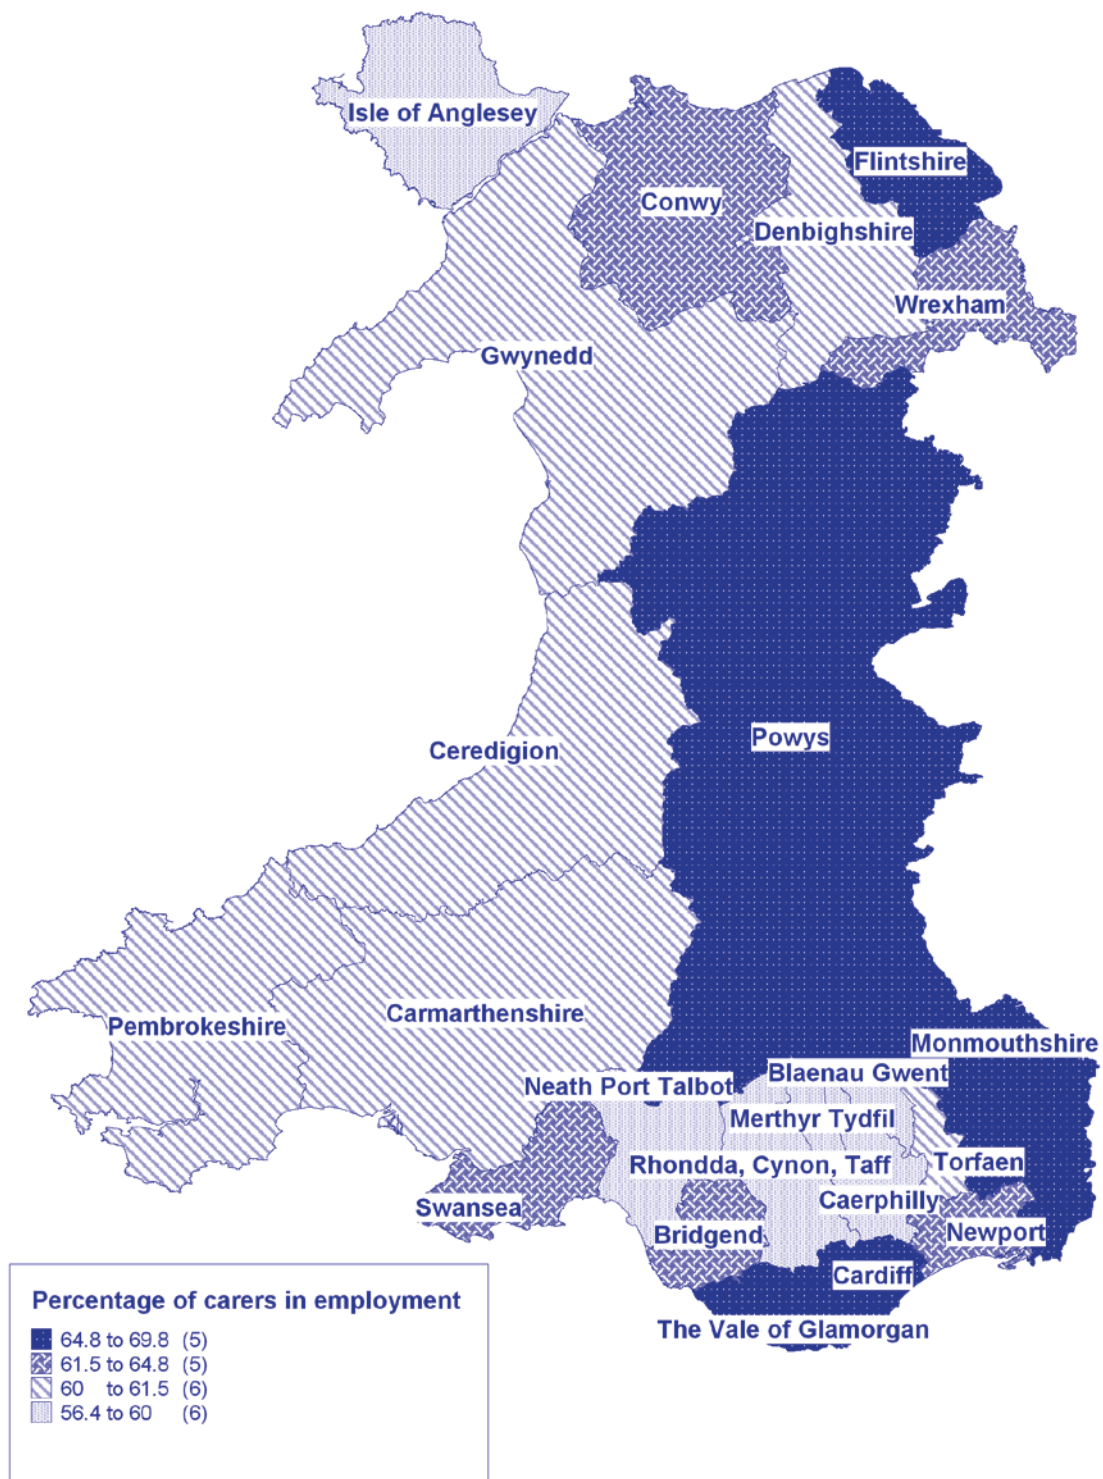 Isle of Anglesey
Flintshire
Conwy
Denbighshire
Wrexham
Gwynedd
Powys
Ceredigion
Carmarthenshire
Pembrokeshire
Monmouthshire
Blaenau Gwent
Neath Port Talbot
Merthyr Tydfil
Rhondda, Cynon, Taff
Torfaen
Caerphilly
Swansea
Bridgend
Newport
Cardiff
The Vale of Glamorgan
Percentage of carers in employment
64.8 to 69.8 (5)
61.5 to 64.8 (5)
60 to 61.5 (6)
56.4 to 60 (6)